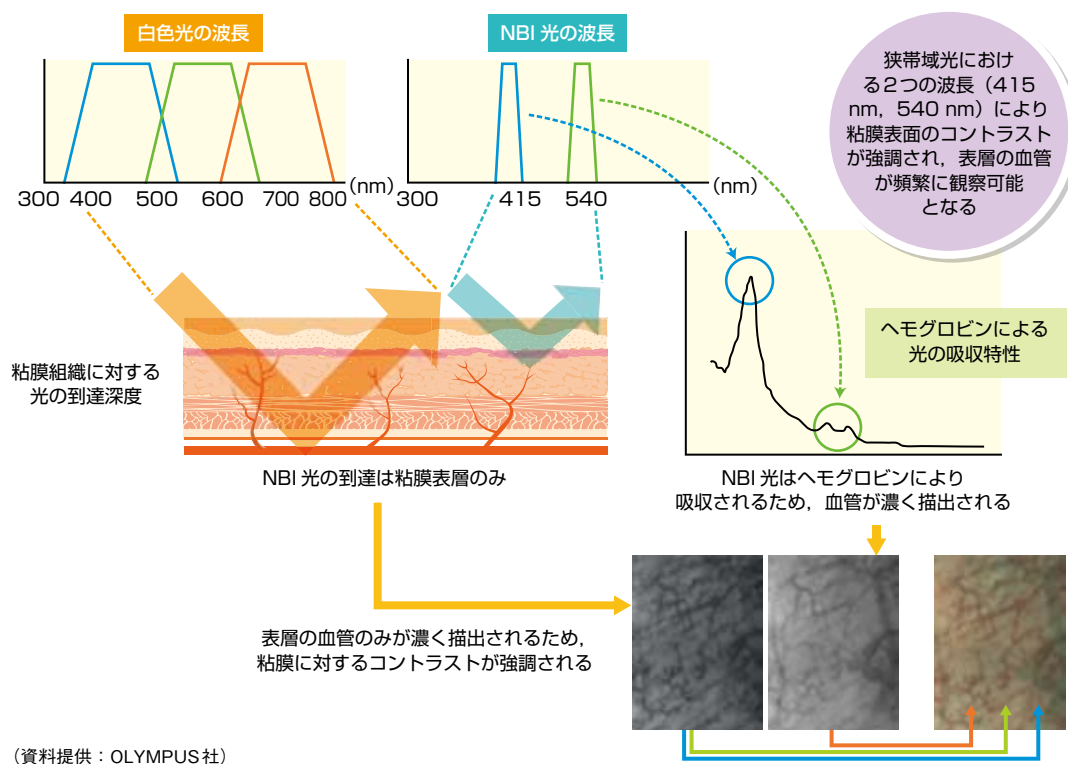 白色光の波長
NBI 光の波長
300 400 500 600 700 800 (nm)
300 415 540 (nm)
狭帯域光におけ
る2つの波長（415
nm，540 nm）により
粘膜表面のコントラスト
が強調され，表層の血管
が頻繁に観察可能
となる
粘膜組織に対する
光の到達深度
ヘモグロビンによる
光の吸収特性
NBI 光の到達は粘膜表層のみ
NBI 光はヘモグロビンにより
吸収されるため，血管が濃く描出される
表層の血管のみが濃く描出されるため，
粘膜に対するコントラストが強調される
（資料提供：OLYMPUS社）